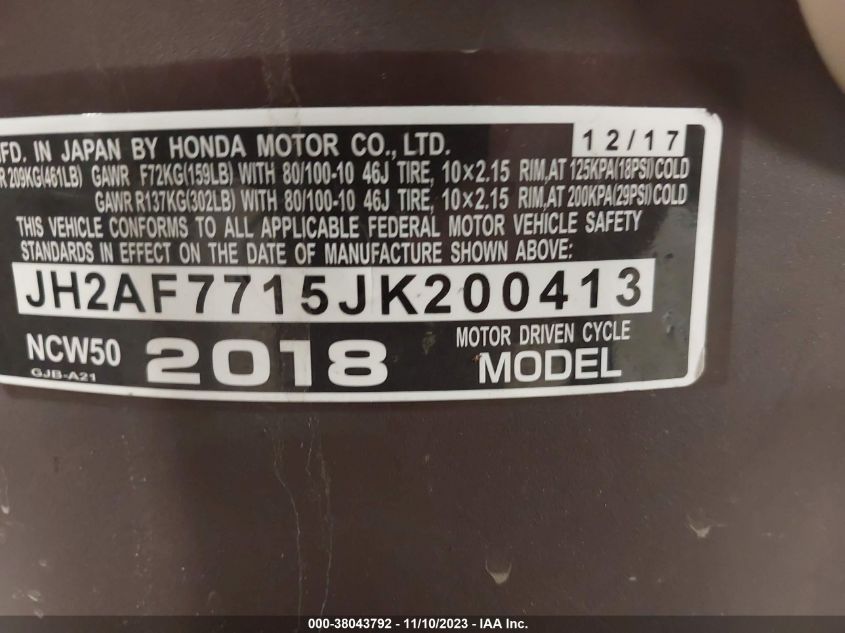 MFD. IN JAPAN BY HONDA MOTOR CO., LTD. 12/17
R 209KG(461LB) GAWR F72KG(159LB) WITH 80/100-10 46J TIRE, 10×2.15 RIM,AT 125KPA(18PSI)COLD
GAWR R137KG(302LB) WITH 80/100-10 46J TIRE, 10×2.15 RIM,AT 200KPA(29PSI)COLD
THIS VEHICLE CONFORMS TO ALL APPLICABLE FEDERAL MOTOR VEHICLE SAFETY
STANDARDS IN EFFECT ON THE DATE OF MANUFACTURE SHOWN ABOVE:
JH2AF7715JK200413
NCW50 2018 MOTOR DRIVEN CYCLE
GJB-A21 MODEL
000-38043792 - 11/10/2023 - IAA Inc.